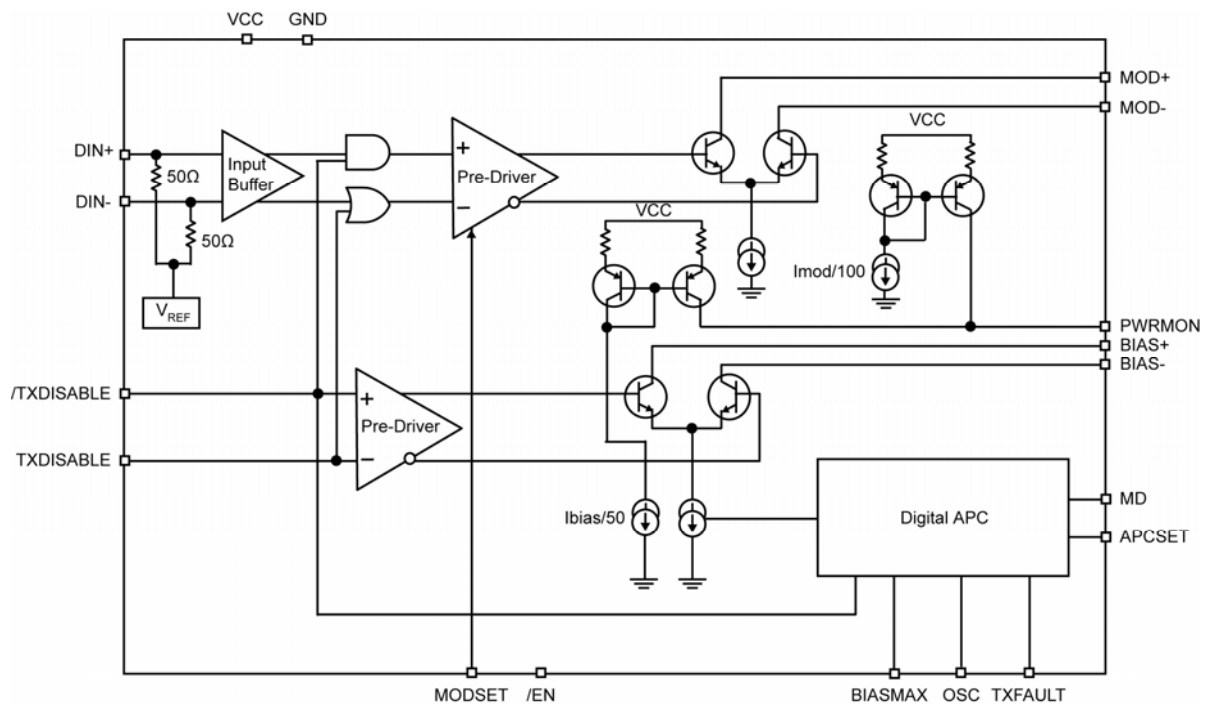 VCC GND
MOD+
MOD-
VCC
DIN+
Input
Buffer
+
Pre-Driver
−
50Ω
DIN-
50Ω
VCC
Imod/100
VREF
PWRMON
BIAS+
BIAS-
/TXDISABLE
+
Pre-Driver
−
TXDISABLE
Ibias/50
Digital APC
MD
APCSET
MODSET /EN BIASMAX OSC TXFAULT